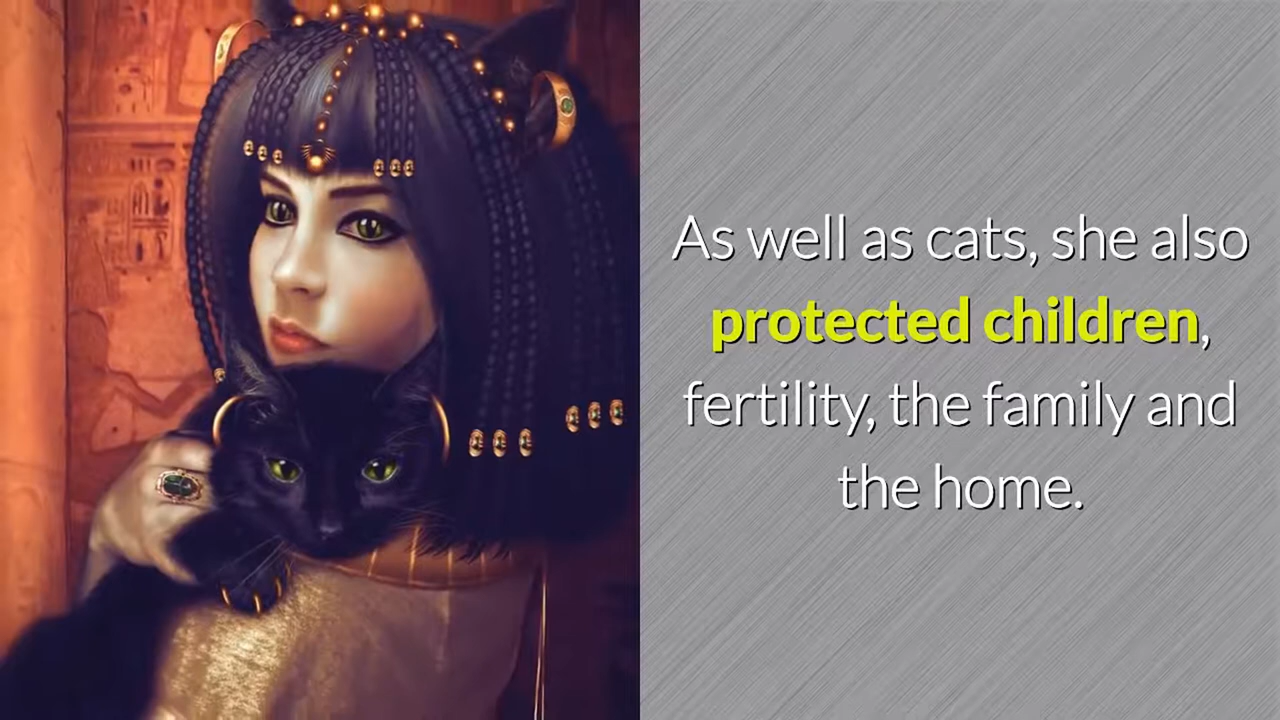 As well as cats, she also
protected children,
fertility, the family and
the home.